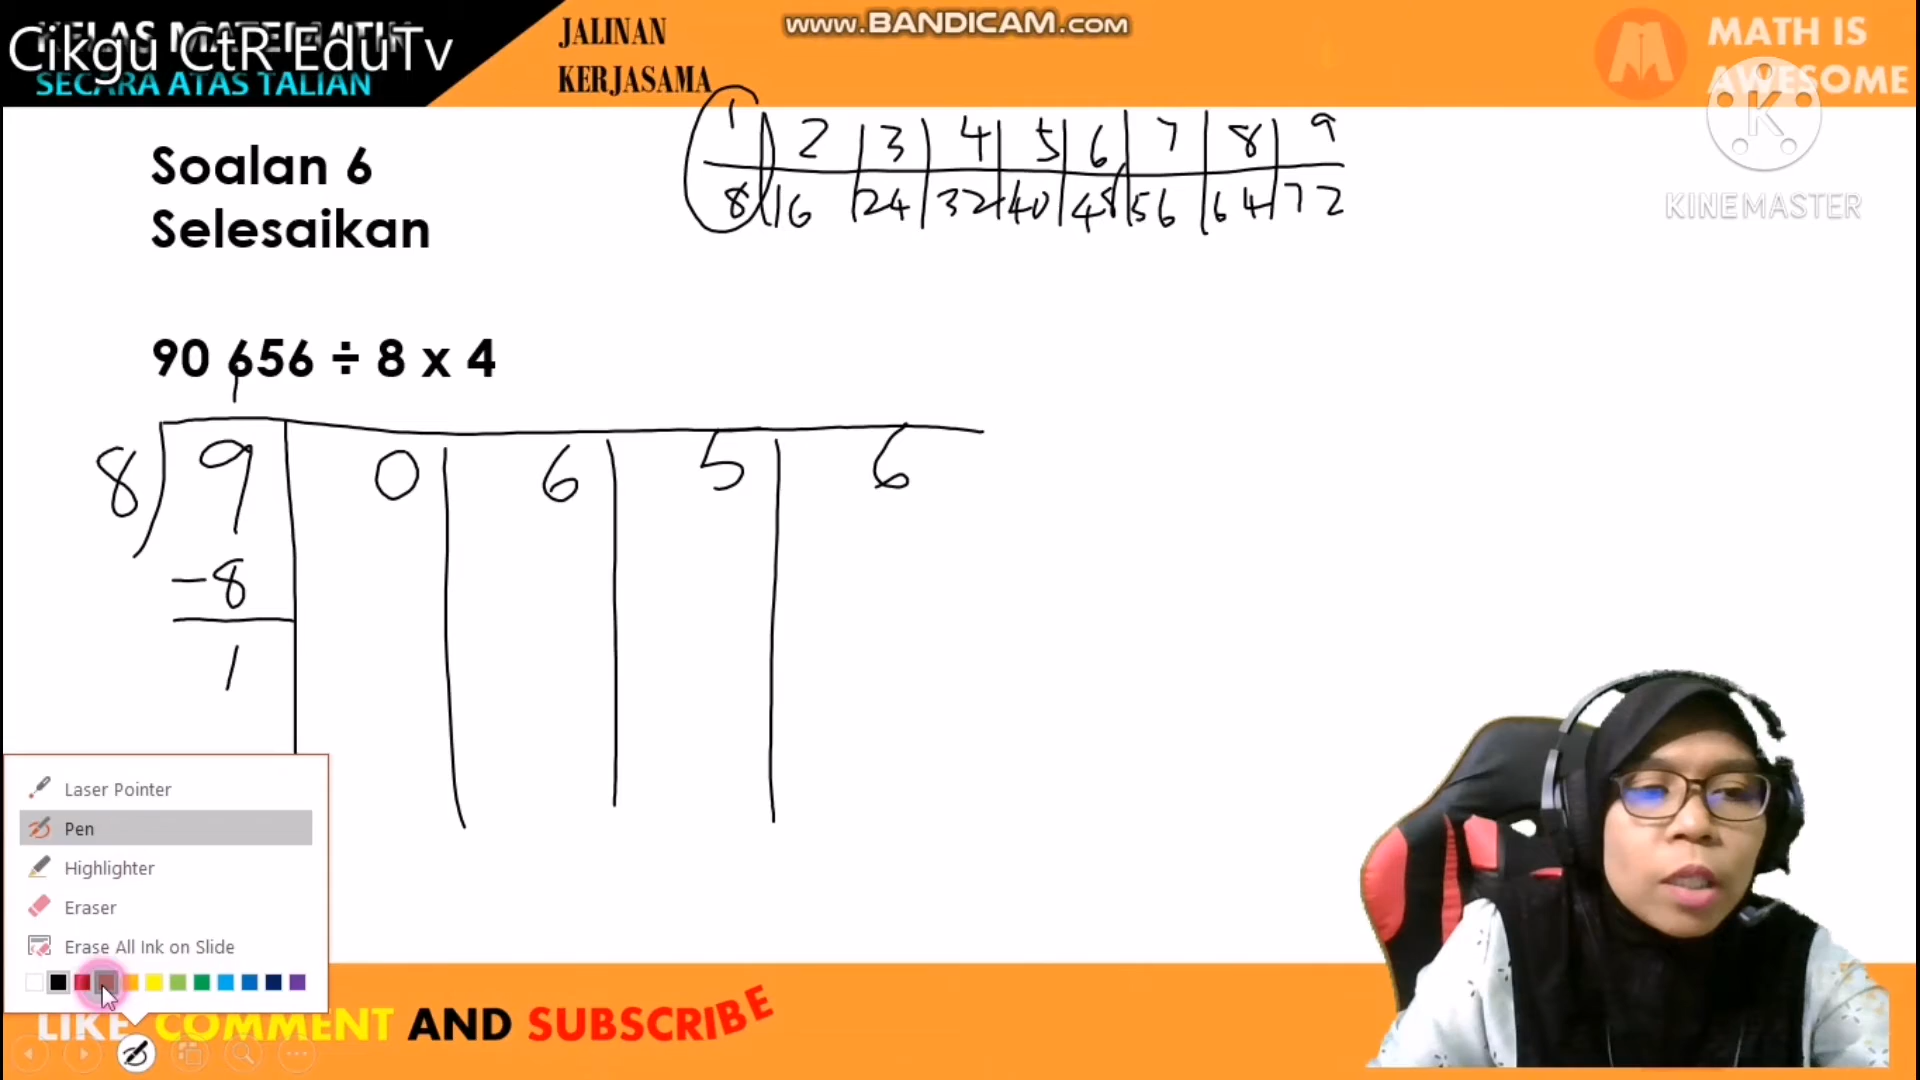 KELAS MATEMATIK
Cikgu CtR EduTv
SECARA ATAS TALIAN
JALINAN
KERJASAMA
www.BANDICAM.com
MATH IS
AWESOME
K
KINEMASTER
1 2 3 4 5 6 7 8 9
8 16 24 32 40 48 56 64 72
Soalan 6
Selesaikan
90 656 ÷ 8 x 4
1
8 9 0 6 5 6
-8
1
Laser Pointer
Pen
Highlighter
Eraser
Erase All Ink on Slide
LIKE COMMENT AND SUBSCRIBE